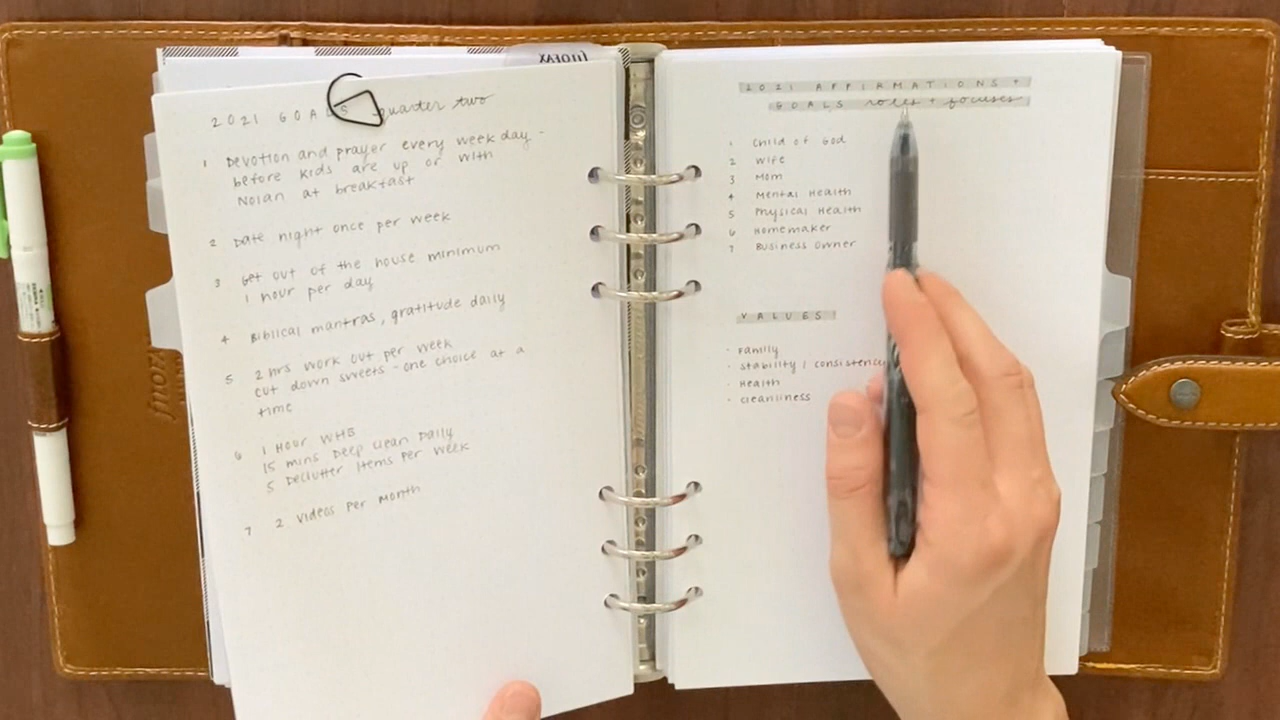 2021 GOALS quarter two
1 Devotion and prayer every week day -
before kids are up or with
Nolan at breakfast
2 Date night once per week
3 Get out of the house minimum
1 hour per day
4 Biblical mantras, gratitude daily
5 2 hrs work out per week
cut down sweets - one choice at a
time
6 1 Hour WHB
15 mins Deep Clean Daily
5 Declutter Items Per Week
7 2 videos per month
filofax
2021 AFFIRMATIONS +
GOALS roles + focuses
1 Child of God
2 Wife
3 Mom
4 Mental Health
5 Physical Health
6 Homemaker
7 Business Owner
VALUES
- Family
- stability / consistence
- Health
- cleanliness
filofax